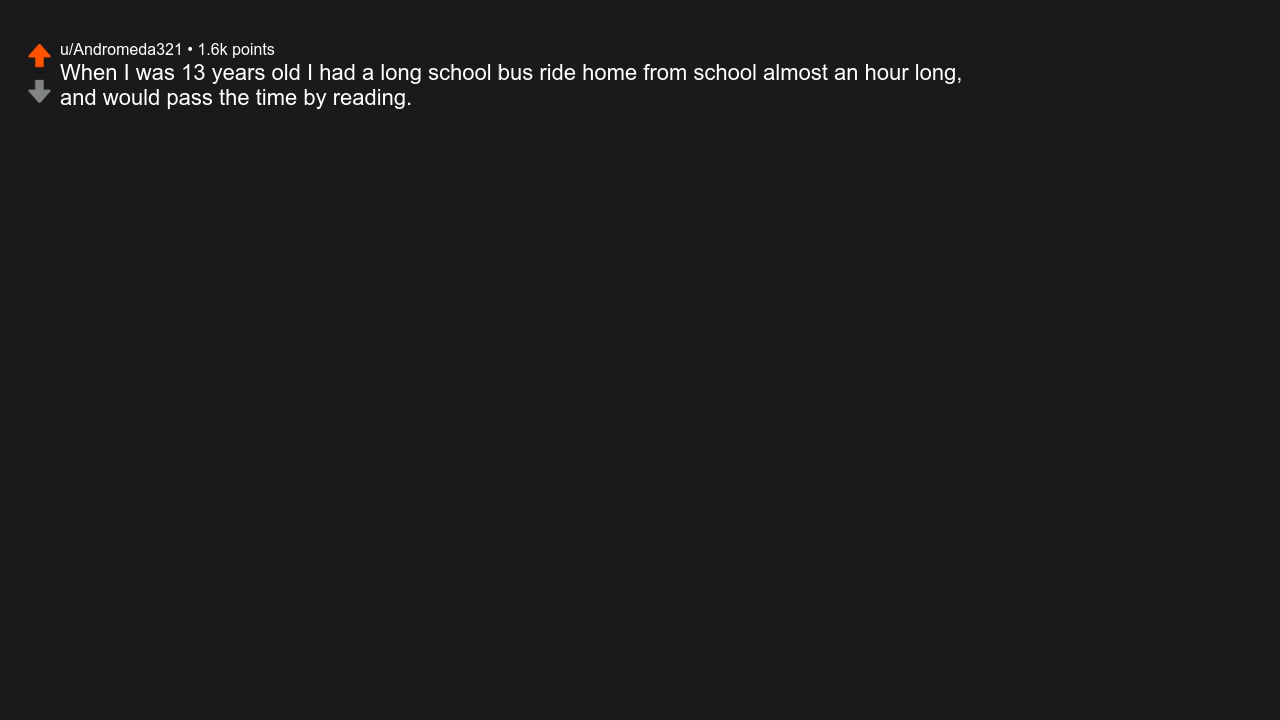 u/Andromeda321 • 1.6k points
When I was 13 years old I had a long school bus ride home from school almost an hour long,
and would pass the time by reading.